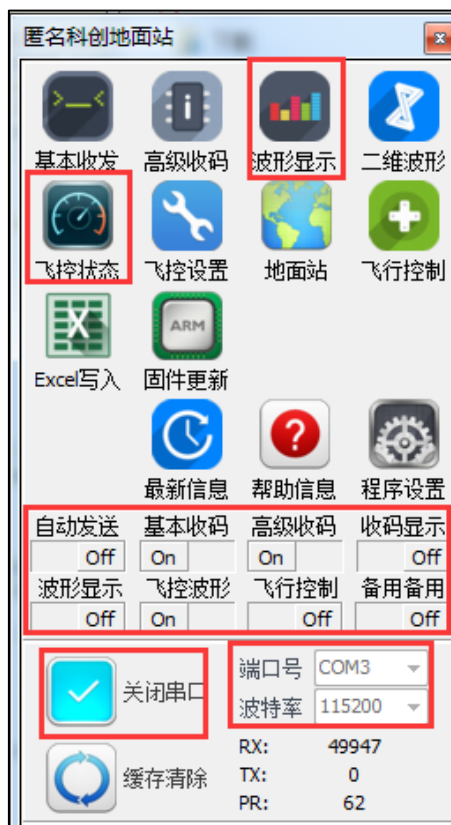 匿名科创地面站
基本收发 高级收码 波形显示 二维波形
飞控状态 飞控设置 地面站 飞行控制
ARM
Excel写入 固件更新
最新信息 帮助信息 程序设置
自动发送 基本收码 高级收码 收码显示
Off On On Off
波形显示 飞控波形 飞行控制 备用备用
Off On Off Off
关闭串口
端口号 COM3
波特率 115200
缓存清除
RX: 49947
TX: 0
PR: 62